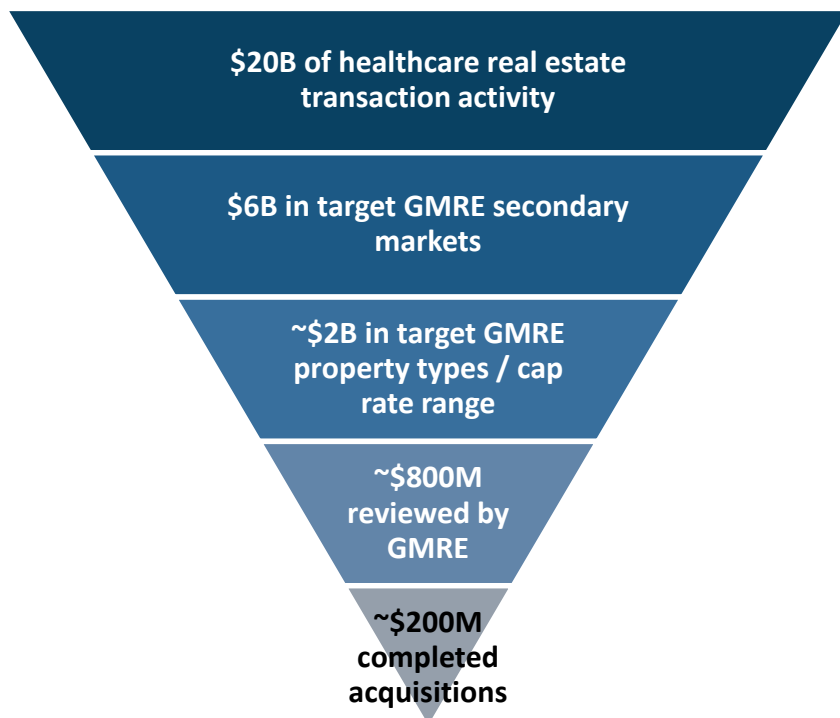 $20B of healthcare real estate
transaction activity
$6B in target GMRE secondary
markets
~$2B in target GMRE
property types / cap
rate range
~$800M
reviewed by
GMRE
~$200M
completed
acquisitions